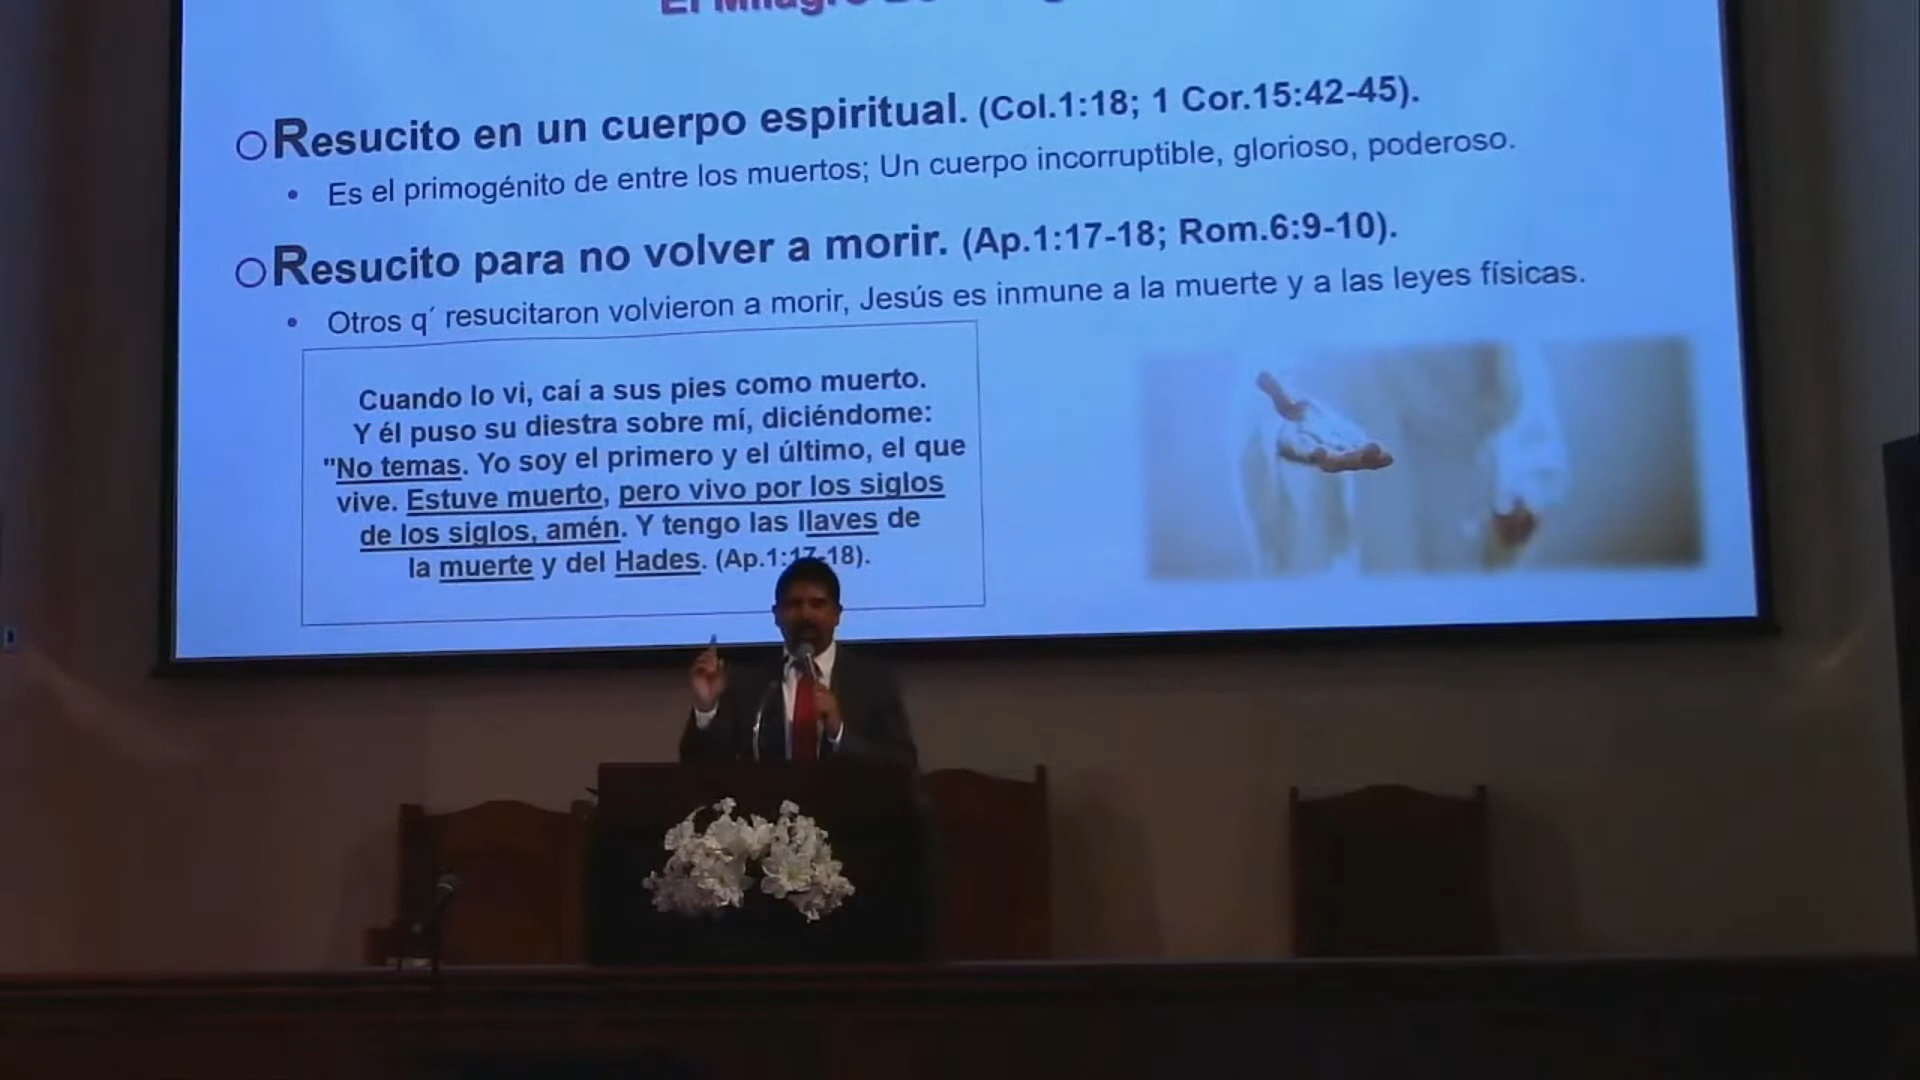 El Milagro
Resucito en un cuerpo espiritual. (Col.1:18; 1 Cor.15:42-45).
Es el primogénito de entre los muertos; Un cuerpo incorruptible, glorioso, poderoso.
Resucito para no volver a morir. (Ap.1:17-18; Rom.6:9-10).
Otros q´ resucitaron volvieron a morir, Jesús es inmune a la muerte y a las leyes físicas.
Cuando lo vi, caí a sus pies como muerto.
Y él puso su diestra sobre mí, diciéndome:
"No temas. Yo soy el primero y el último, el que
vive. Estuve muerto, pero vivo por los siglos
de los siglos, amén. Y tengo las llaves de
la muerte y del Hades. (Ap.1:17-18).